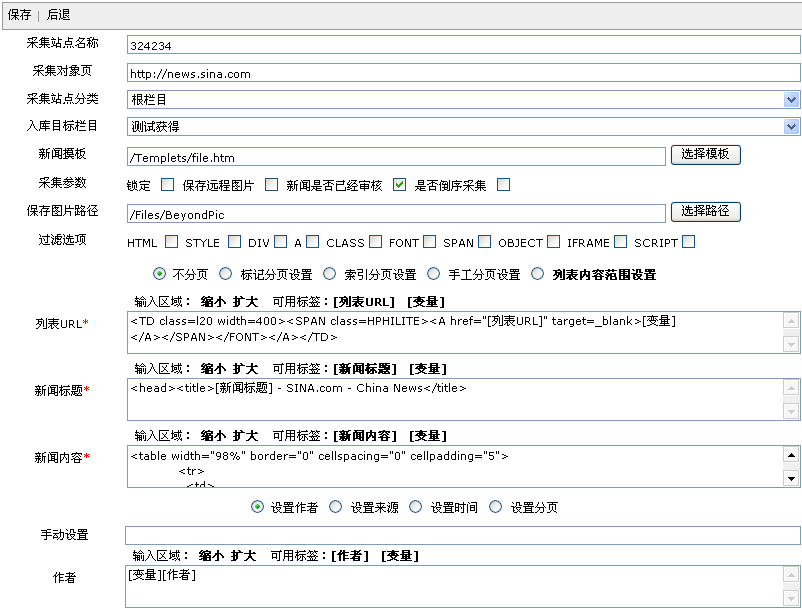 保存 | 后退
采集站点名称 324234
采集对象页 http://news.sina.com
采集站点分类 根栏目
入库目标栏目 测试获得
新闻摸板 /Templets/file.htm 选择模板
采集参数 锁定 保存远程图片 新闻是否已经审核 是否倒序采集
保存图片路径 /Files/BeyondPic 选择路径
过滤选项 HTML STYLE DIV A CLASS FONT SPAN OBJECT IFRAME SCRIPT
不分页 标记分页设置 索引分页设置 手工分页设置 列表内容范围设置
输入区域： 缩小 扩大 可用标签：[列表URL] [变量]
列表URL* <TD class=l20 width=400><SPAN class=HPHILITE><A href="[列表URL]" target=_blank>[变量]
</A></SPAN></FONT></A></TD>
输入区域： 缩小 扩大 可用标签：[新闻标题] [变量]
新闻标题* <head><title>[新闻标题] - SINA.com - China News</title>
输入区域： 缩小 扩大 可用标签：[新闻内容] [变量]
新闻内容* <table width="98%" border="0" cellspacing="0" cellpadding="5">
<tr>
<td>
设置作者 设置来源 设置时间 设置分页
手动设置
输入区域： 缩小 扩大 可用标签：[作者] [变量]
作者 [变量][作者]